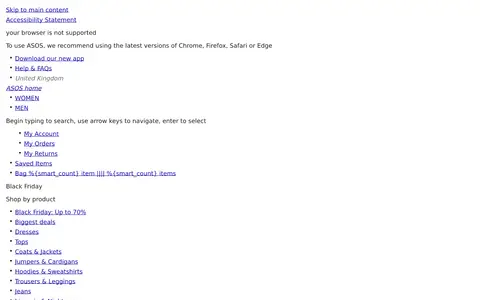 Skip to main content
Accessibility Statement
your browser is not supported
To use ASOS, we recommend using the latest versions of Chrome, Firefox, Safari or Edge
Download our new app
Help & FAQs
United Kingdom
ASOS home
WOMEN
MEN
Begin typing to search, use arrow keys to navigate, enter to select
My Account
My Orders
My Returns
Saved Items
Bag %{smart_count} item |||| %{smart_count} items
Black Friday
Shop by product
Black Friday: Up to 70%
Biggest deals
Dresses
Tops
Coats & Jackets
Jumpers & Cardigans
Hoodies & Sweatshirts
Trousers & Leggings
Jeans